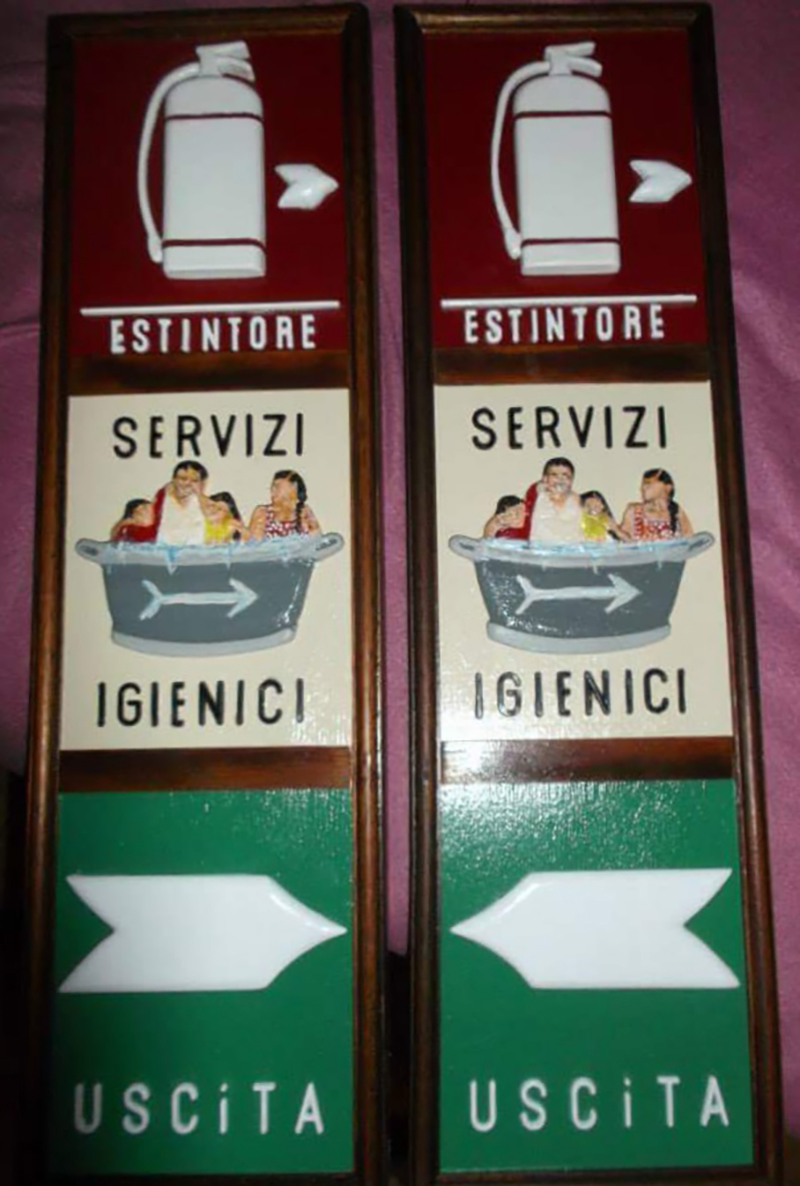 ESTINTORE
SERVIZI
IGIENICI
USCiTA
ESTINTORE
SERVIZI
IGIENICI
USCiTA